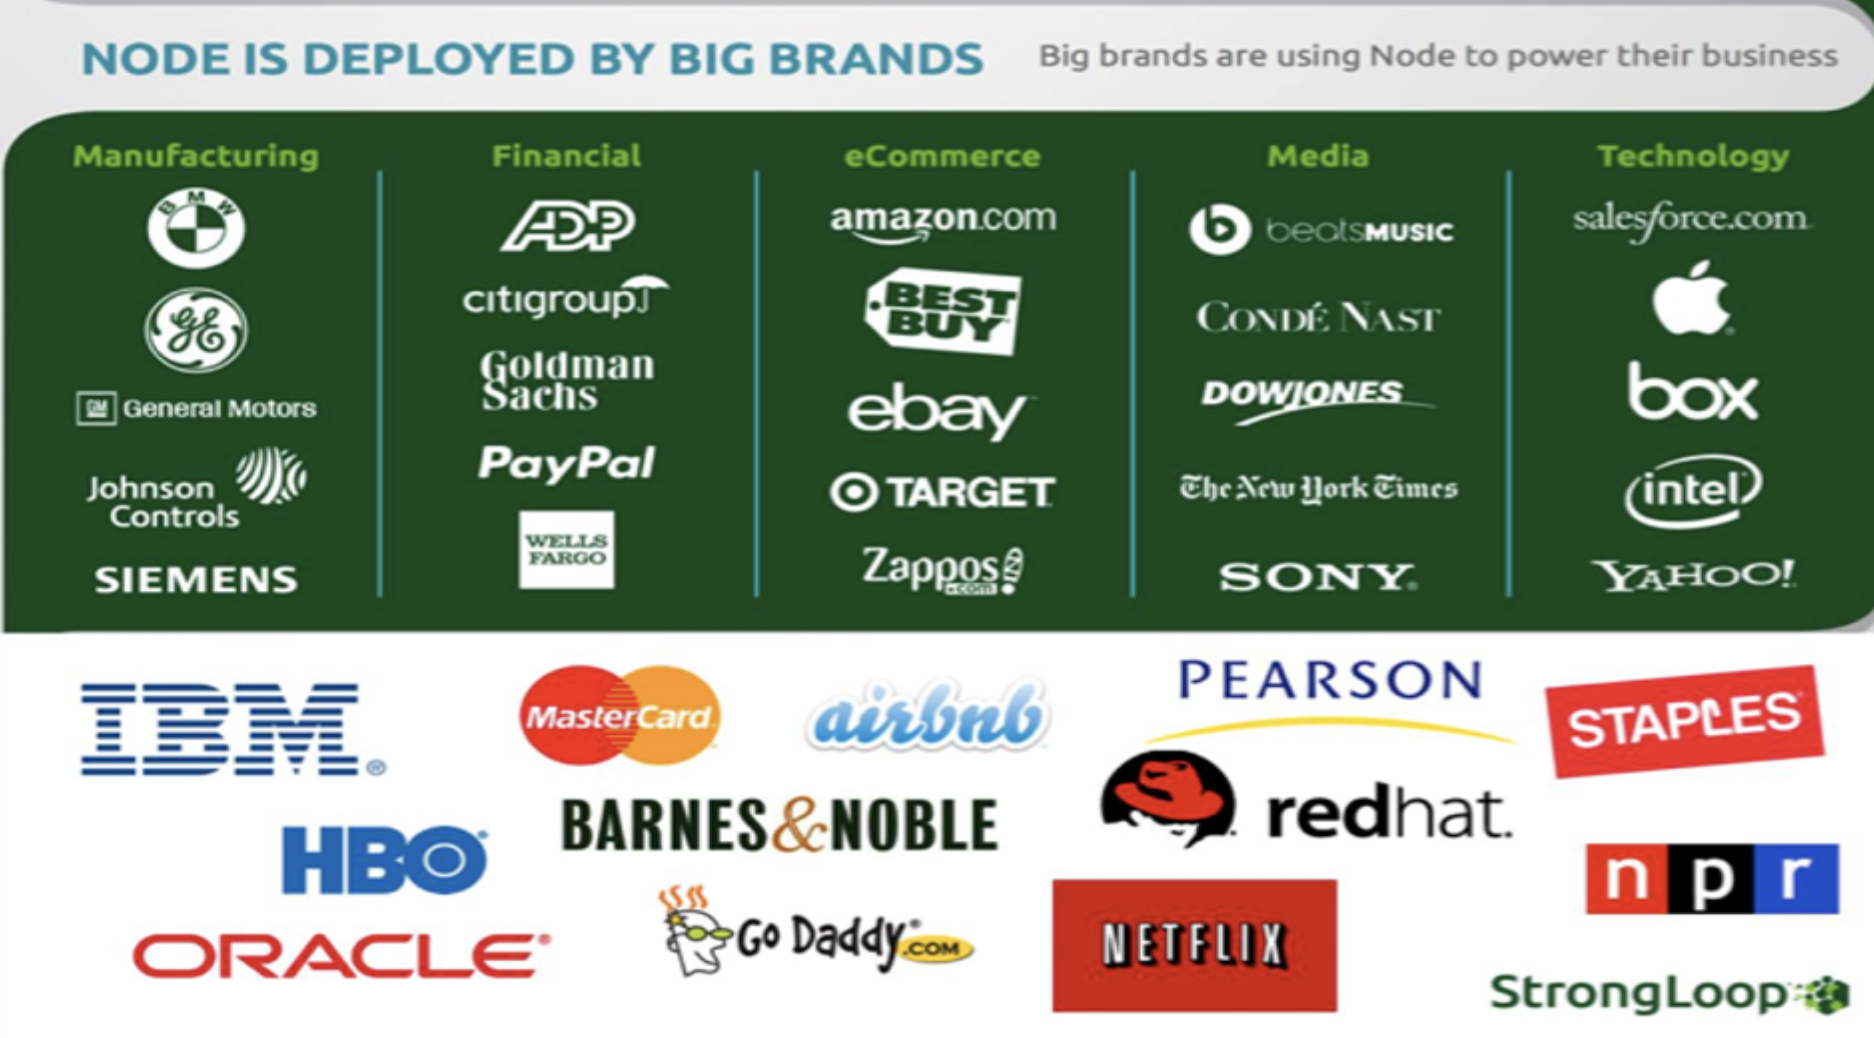 NODE IS DEPLOYED BY BIG BRANDS
Big brands are using Node to power their business
Manufacturing
BMW
GE
GM General Motors
Johnson
Controls
SIEMENS
Financial
ADP
citigroup
Goldman
Sachs
PayPal
WELLS
FARGO
eCommerce
amazon.com
BEST
BUY
ebay
TARGET
Zappos
.com
Media
b beatsMUSIC
CONDÉ NAST
DOWJONES
The New York Times
SONY
Technology
salesforce.com
box
intel
YAHOO!
IBM
MasterCard
airbnb
PEARSON
STAPLES
HBO
BARNES&NOBLE
redhat.
npr
ORACLE
Go Daddy.COM
NETFLIX
StrongLoop